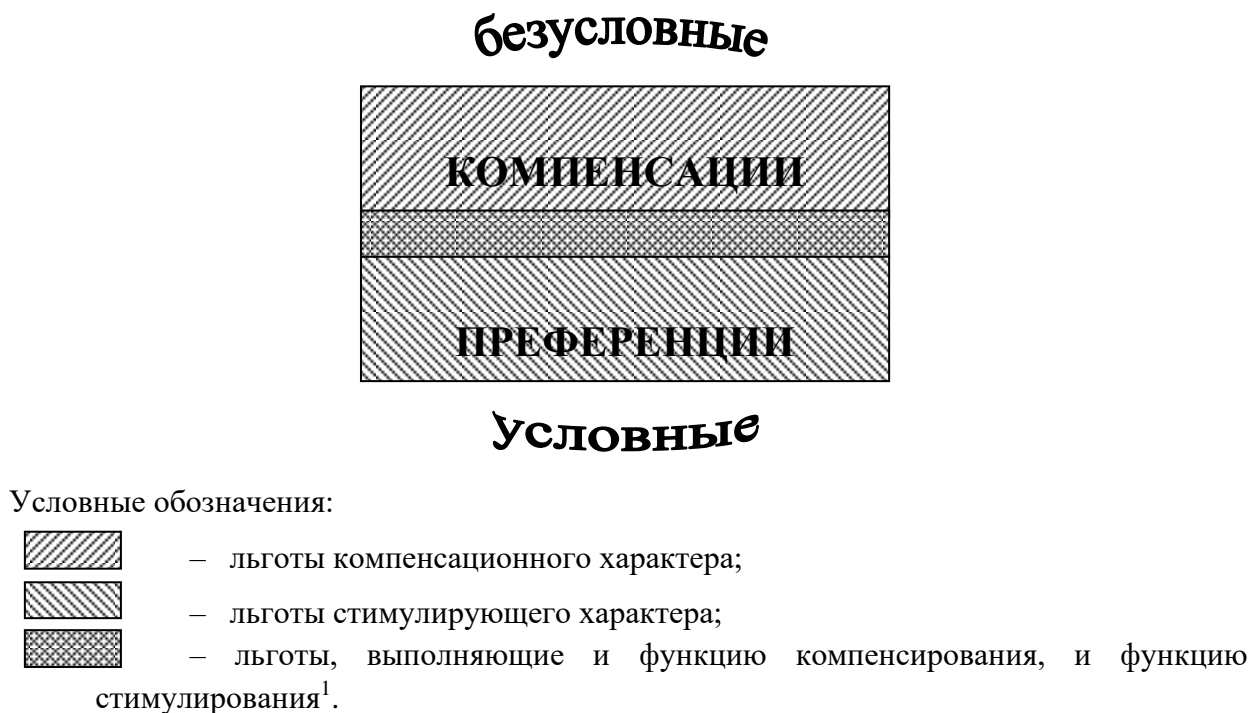 безусловные
КОМПЕНСАЦИИ
ПРЕФЕРЕНЦИИ
условные
Условные обозначения:
– льготы компенсационного характера;
– льготы стимулирующего характера;
– льготы, выполняющие и функцию компенсирования, и функцию
стимулирования¹.